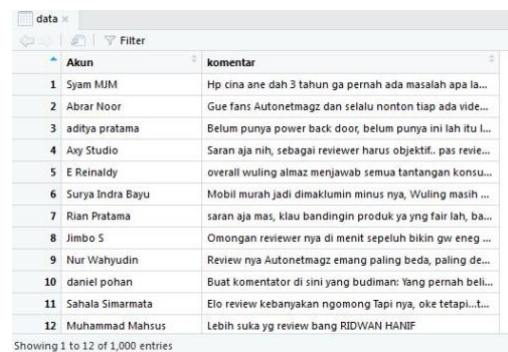 data ×
Filter
Akun komentar
1 Syam MJM Hp cina ane dah 3 tahun ga pernah ada masalah apa la...
2 Abrar Noor Gue fans Autonetmagz dan selalu nonton tiap ada vide...
3 aditya pratama Belum punya power back door, belum punya ini lah itu l...
4 Axy Studio Saran aja nih, sebagai reviewer harus objektif.. pas revie...
5 E Reinaldy overall wuling almaz menjawab semua tantangan konsu...
6 Surya Indra Bayu Mobil murah jadi dimaklumin minus nya, Wuling masih ...
7 Rian Pratama saran aja mas, klau bandingin produk ya yng fair lah, ba...
8 Jimbo S Omongan reviewer nya di menit sepeluh bikin gw eneg ...
9 Nur Wahyudin Review nya Autonetmagz emang paling beda, paling de...
10 daniel pohan Buat komentator di sini yang budiman: Yang pernah beli...
11 Sahala Simarmata Elo review kebanyakan ngomong Tapi nya, oke tetapi...t...
12 Muhammad Mahsus Lebih suka yg review bang RIDWAN HANIF
Showing 1 to 12 of 1,000 entries